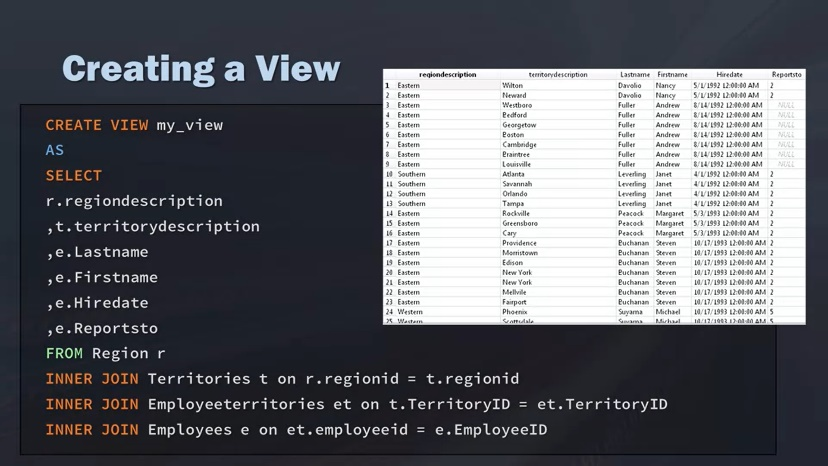 Creating a View
CREATE VIEW my_view
AS
SELECT
r.regiondescription
,t.territorydescription
,e.Lastname
,e.Firstname
,e.Hiredate
,e.Reportsto
FROM Region r
INNER JOIN Territories t on r.regionid = t.regionid
INNER JOIN Employeeterritories et on t.TerritoryID = et.TerritoryID
INNER JOIN Employees e on et.employeeid = e.EmployeeID
regiondescription territorydescription Lastname Firstname Hiredate Reportsto
1 Eastern Wilton Davolio Nancy 5/1/1992 12:00:00 AM 2
2 Eastern Neward Davolio Nancy 5/1/1992 12:00:00 AM 2
3 Eastern Westboro Fuller Andrew 8/14/1992 12:00:00 AM NULL
4 Eastern Bedford Fuller Andrew 8/14/1992 12:00:00 AM NULL
5 Eastern Georgetow Fuller Andrew 8/14/1992 12:00:00 AM NULL
6 Eastern Boston Fuller Andrew 8/14/1992 12:00:00 AM NULL
7 Eastern Cambridge Fuller Andrew 8/14/1992 12:00:00 AM NULL
8 Eastern Braintree Fuller Andrew 8/14/1992 12:00:00 AM NULL
9 Eastern Louisville Fuller Andrew 8/14/1992 12:00:00 AM NULL
10 Southern Atlanta Leverling Janet 4/1/1992 12:00:00 AM 2
11 Southern Savannah Leverling Janet 4/1/1992 12:00:00 AM 2
12 Southern Orlando Leverling Janet 4/1/1992 12:00:00 AM 2
13 Southern Tampa Leverling Janet 4/1/1992 12:00:00 AM 2
14 Eastern Rockville Peacock Margaret 5/3/1993 12:00:00 AM 2
15 Eastern Greensboro Peacock Margaret 5/3/1993 12:00:00 AM 2
16 Eastern Cary Peacock Margaret 5/3/1993 12:00:00 AM 2
17 Eastern Providence Buchanan Steven 10/17/1993 12:00:00 AM 2
18 Eastern Morristown Buchanan Steven 10/17/1993 12:00:00 AM 2
19 Eastern Edison Buchanan Steven 10/17/1993 12:00:00 AM 2
20 Eastern New York Buchanan Steven 10/17/1993 12:00:00 AM 2
21 Eastern New York Buchanan Steven 10/17/1993 12:00:00 AM 2
22 Eastern Mellvile Buchanan Steven 10/17/1993 12:00:00 AM 2
23 Eastern Fairport Buchanan Steven 10/17/1993 12:00:00 AM 2
24 Western Phoenix Suyama Michael 10/17/1993 12:00:00 AM 5
25 Western Scottsdale Suyama Michael 10/17/1993 12:00:00 AM 5